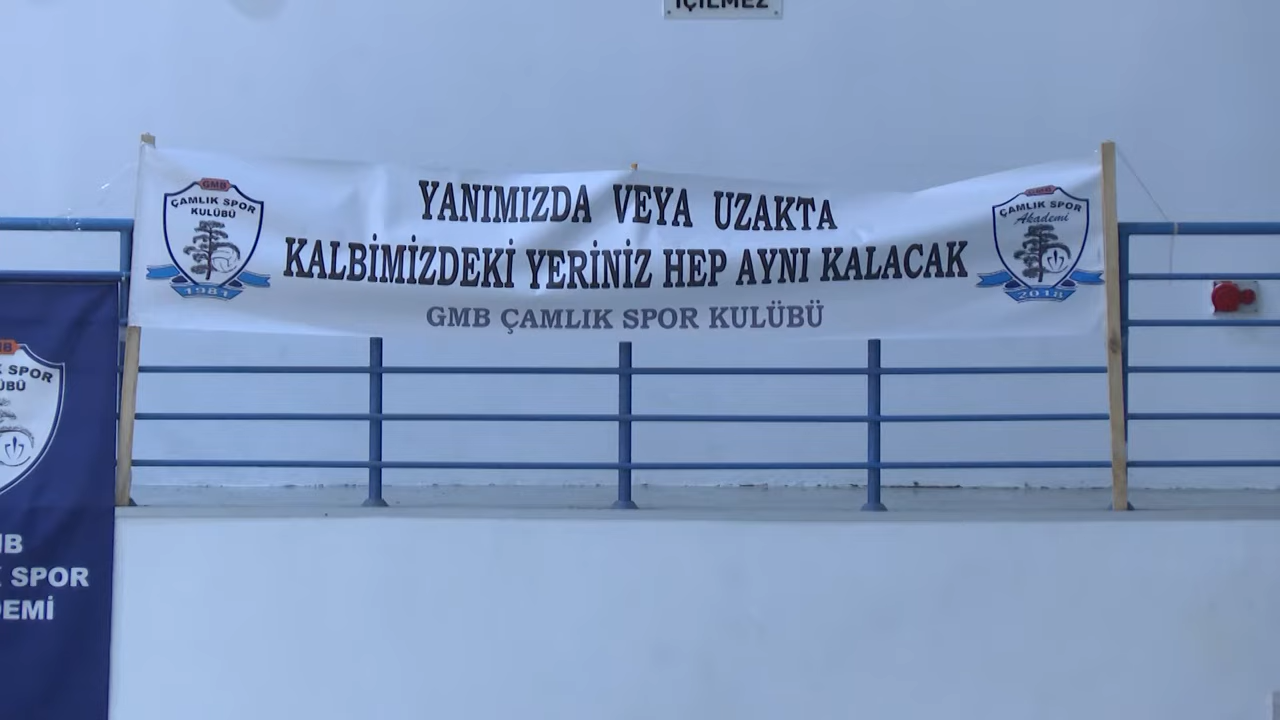 İÇİLMEZ
YANIMIZDA VEYA UZAKTA
KALBİMİZDEKİ YERİNİZ HEP AYNI KALACAK
GMB ÇAMLIK SPOR KULÜBÜ
GMB
ÇAMLIK SPOR
KULÜBÜ
1981
ÇAMLIK SPOR
Akademi
2018
SPOR